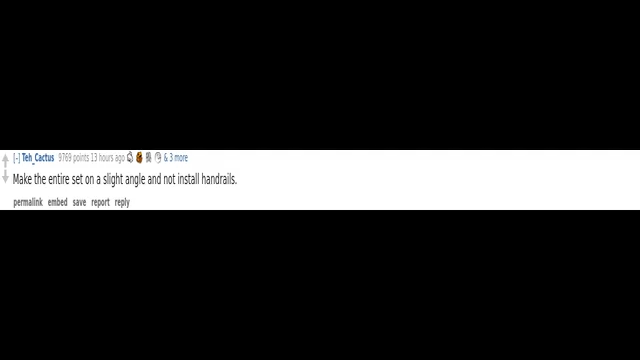 [-] Teh_Cactus 9769 points 13 hours ago & 3 more
Make the entire set on a slight angle and not install handrails.
permalink embed save report reply